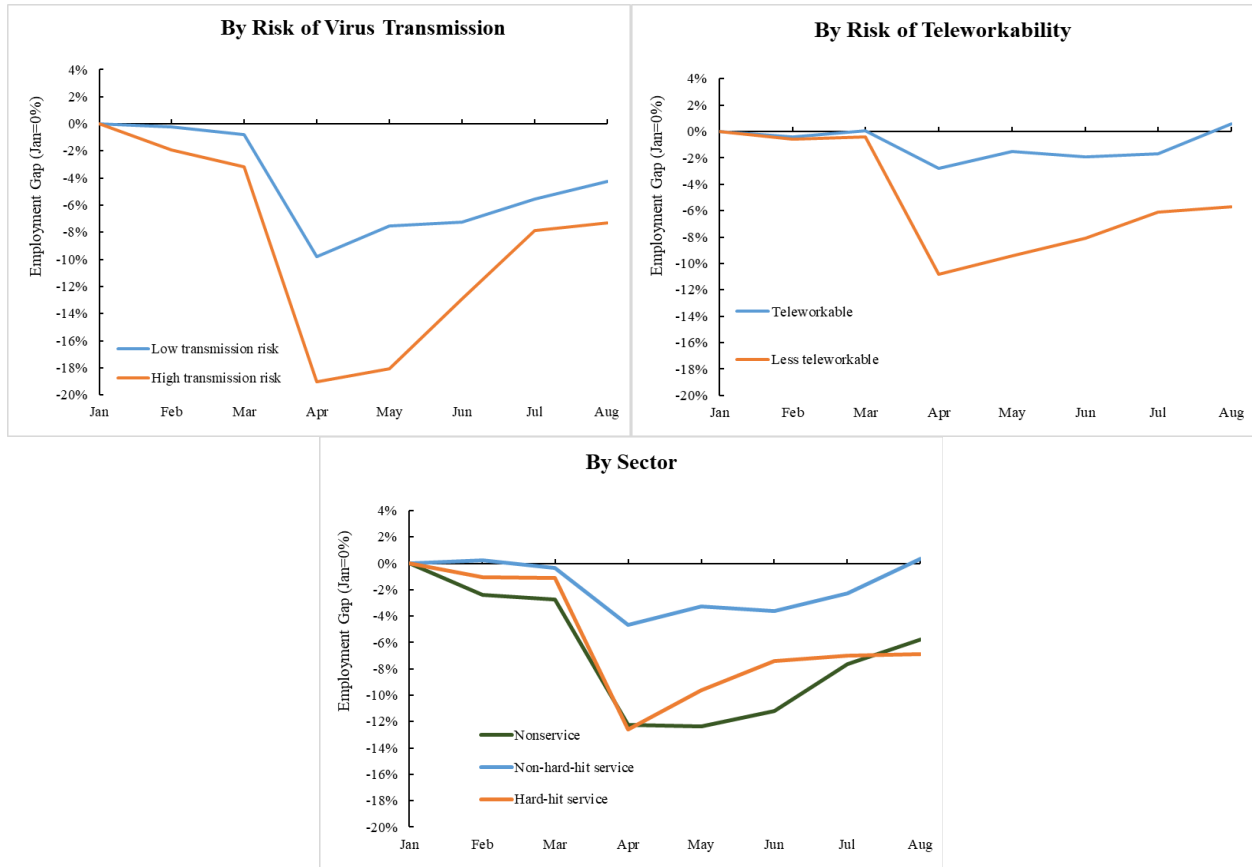 By Risk of Virus Transmission
Employment Gap (Jan=0%)
4%
2%
0%
-2%
-4%
-6%
-8%
-10%
-12%
-14%
-16%
-18%
-20%
Low transmission risk
High transmission risk
Jan Feb Mar Apr May Jun Jul Aug
By Risk of Teleworkability
Employment Gap (Jan=0%)
4%
2%
0%
-2%
-4%
-6%
-8%
-10%
-12%
-14%
-16%
-18%
-20%
Teleworkable
Less teleworkable
Jan Feb Mar Apr May Jun Jul Aug
By Sector
Employment Gap (Jan=0%)
4%
2%
0%
-2%
-4%
-6%
-8%
-10%
-12%
-14%
-16%
-18%
-20%
Nonservice
Non-hard-hit service
Hard-hit service
Jan Feb Mar Apr May Jun Jul Aug